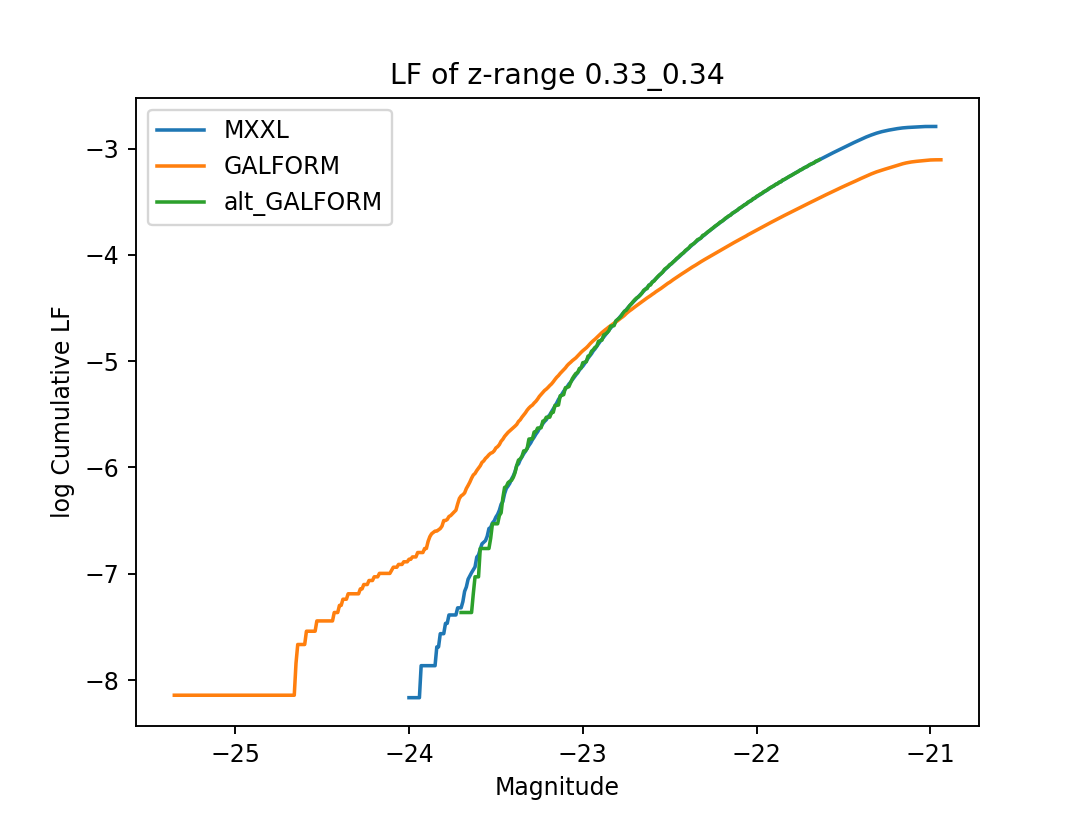 LF of z-range 0.33_0.34
MXXL
GALFORM
alt_GALFORM
log Cumulative LF
−3
−4
−5
−6
−7
−8
−25
−24
−23
−22
−21
Magnitude